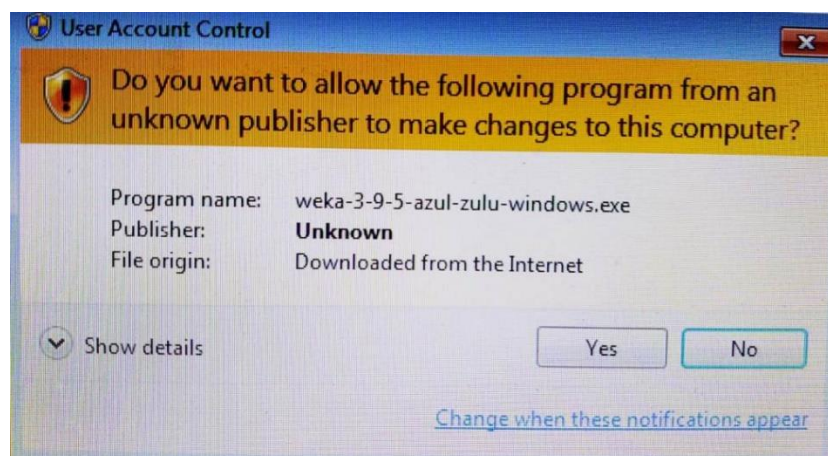 User Account Control
Do you want to allow the following program from an
unknown publisher to make changes to this computer?
Program name: weka-3-9-5-azul-zulu-windows.exe
Publisher: Unknown
File origin: Downloaded from the Internet
Show details
Yes No
Change when these notifications appear